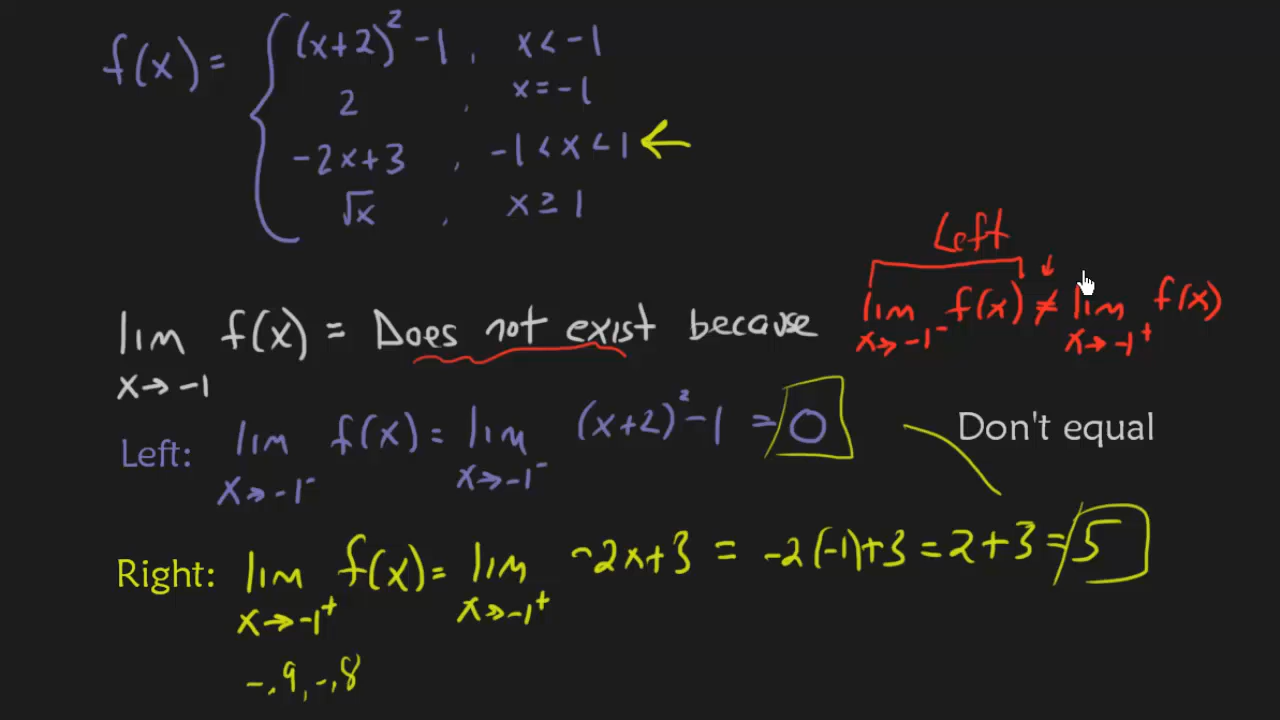 f(x) = { (x+2)² - 1 , x < -1
2 , x = -1
-2x+3 , -1 < x < 1 ←
√x , x ≥ 1
Left
lim f(x) = Does not exist because lim f(x) ≠ lim f(x)
x→-1 x→-1⁻ x→-1⁺
Left: lim f(x) = lim (x+2)² - 1 = 0
x→-1⁻ x→-1⁻
Don't equal
Right: lim f(x) = lim -2x+3 = -2(-1)+3 = 2+3 = 5
x→-1⁺ x→-1⁺
-.9, -.8